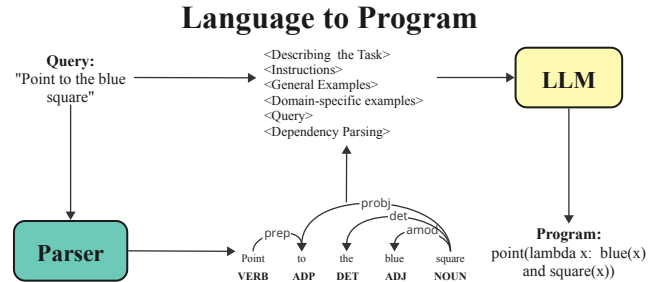 Language to Program
Query:
"Point to the blue
square"
<Describing the Task>
<Instructions>
<General Examples>
<Domain-specific examples>
<Query>
<Dependency Parsing>
LLM
Parser
probj
prep
det
amod
Point to the blue square
VERB ADP DET ADJ NOUN
Program:
point(lambda x: blue(x)
and square(x))